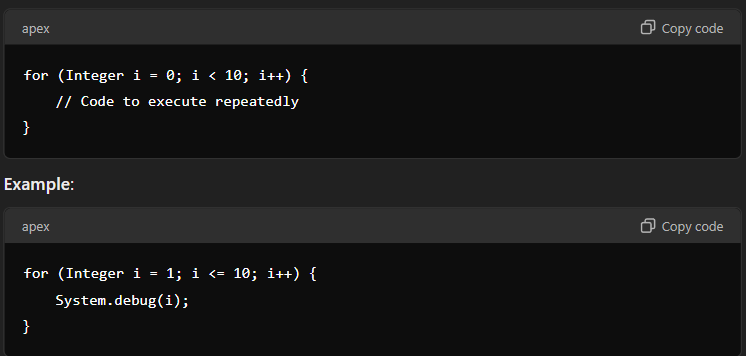 apex
Copy code
for (Integer i = 0; i < 10; i++) {
    // Code to execute repeatedly
}
Example:
apex
Copy code
for (Integer i = 1; i <= 10; i++) {
    System.debug(i);
}